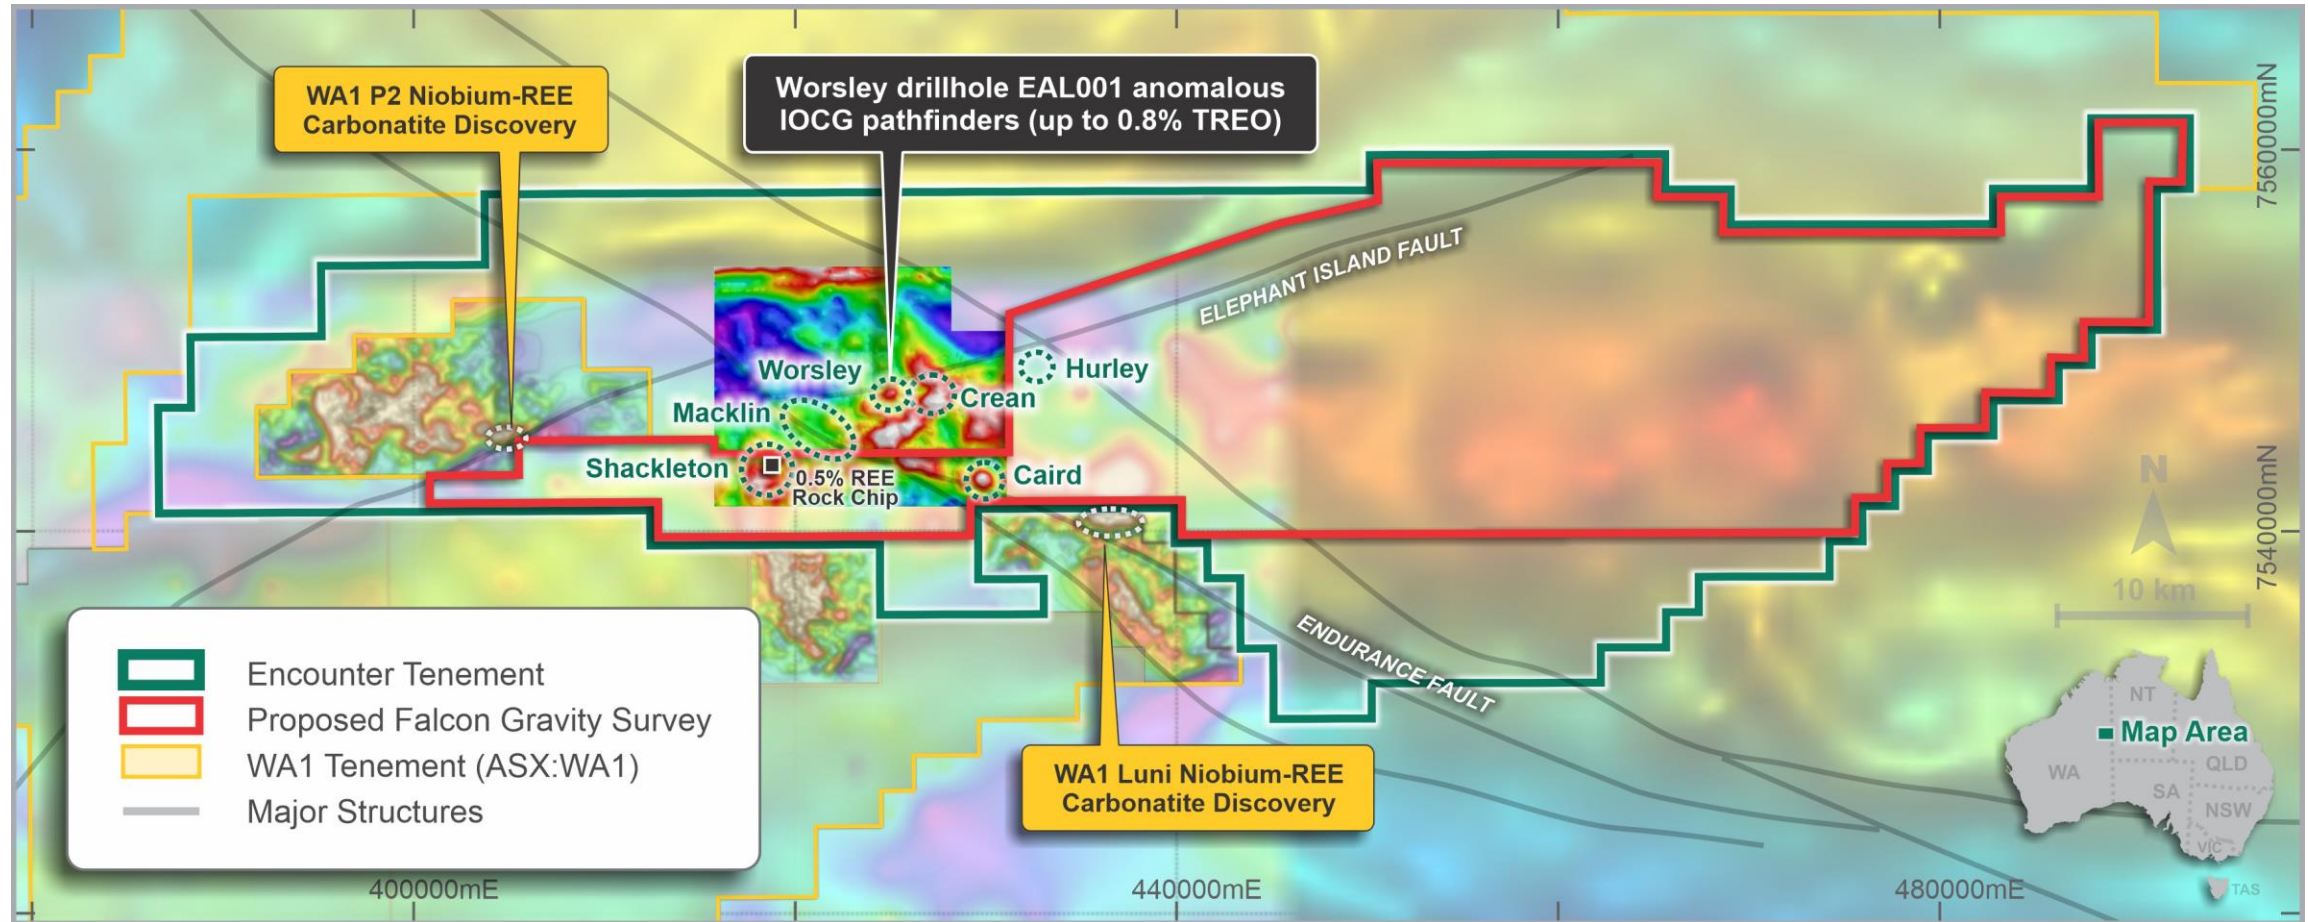 WA1 P2 Niobium-REE
Carbonatite Discovery
Worsley drillhole EAL001 anomalous
IOCG pathfinders (up to 0.8% TREO)
7560000mN
ELEPHANT ISLAND FAULT
Worsley
Hurley
Crean
Macklin
Shackleton
0.5% REE
Rock Chip
Caird
N
10 km
7540000mN
ENDURANCE FAULT
Encounter Tenement
Proposed Falcon Gravity Survey
WA1 Tenement (ASX:WA1)
Major Structures
WA1 Luni Niobium-REE
Carbonatite Discovery
NT
Map Area
WA
QLD
SA
NSW
VIC
TAS
400000mE
440000mE
480000mE